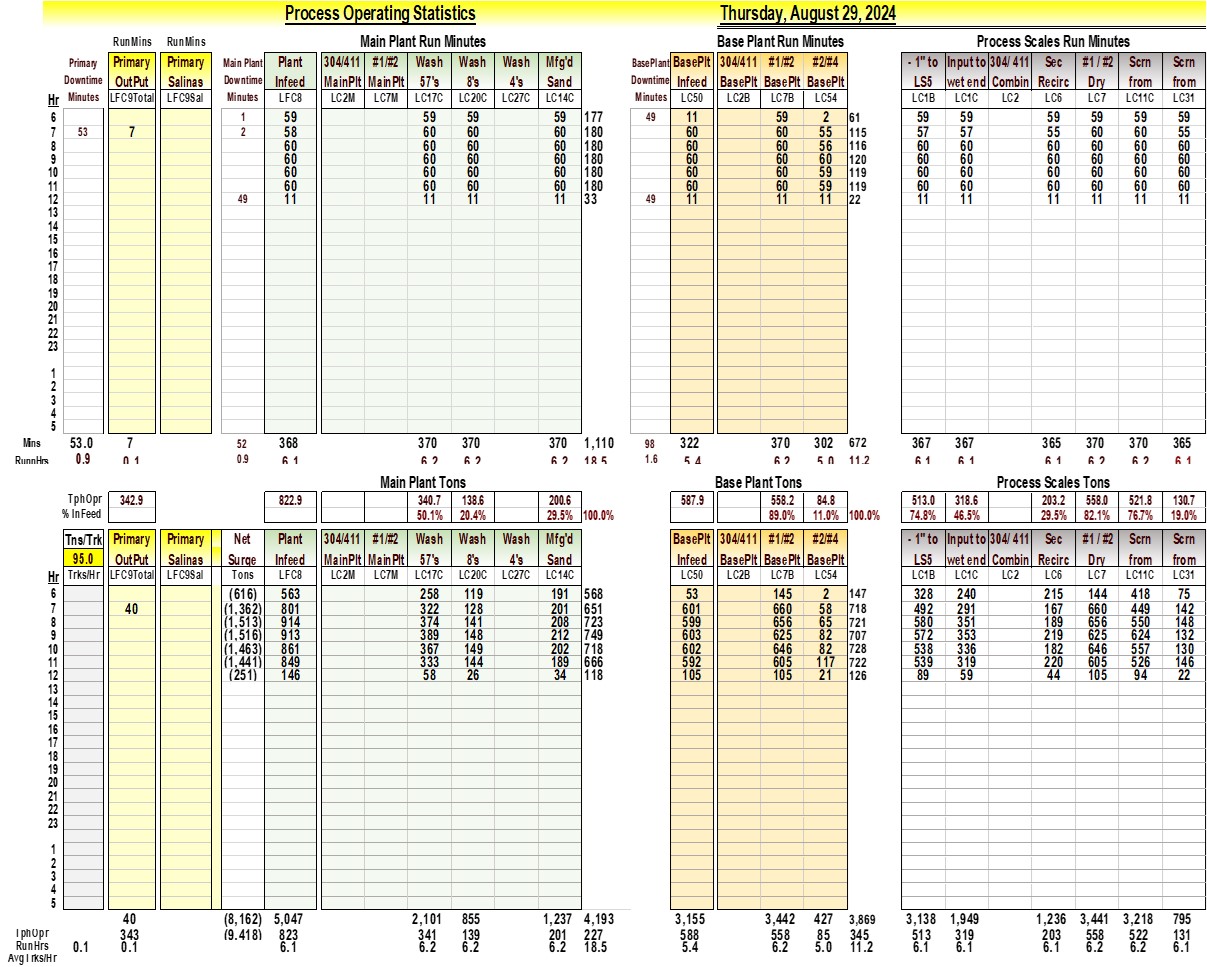 Process Operating Statistics Thursday, August 29, 2024
RunMins RunMins Main Plant Run Minutes Base Plant Run Minutes Process Scales Run Minutes
Primary Primary Primary Main Plant Plant 304/411 #1/#2 Wash Wash Wash Mfg'd BasePlant BasePlt 304/411 #1/#2 #2/#4 - 1" to Input to 304/ 411 Sec #1 / #2 Scrn Scrn
Downtime OutPut Salinas Downtime Infeed MainPlt MainPlt 57's 8's 4's Sand Downtime Infeed BasePlt BasePlt BasePlt LS5 wet end Combin Recirc Dry from from
Hr Minutes LFC9Total LFC9Sal Minutes LFC8 LC2M LC7M LC17C LC20C LC27C LC14C Minutes LC50 LC2B LC7B LC54 LC1B LC1C LC2 LC6 LC7 LC11C LC31
6 1 59 59 59 59 177 49 11 59 2 61 59 59 59 59 59 59
7 53 7 2 58 60 60 60 180 60 60 55 115 57 57 55 60 60 55
8 60 60 60 60 180 60 60 56 116 60 60 60 60 60 60
9 60 60 60 60 180 60 60 60 120 60 60 60 60 60 60
10 60 60 60 60 180 60 60 59 119 60 60 60 60 60 60
11 60 60 60 60 180 60 60 59 119 60 60 60 60 60 60
12 49 11 11 11 11 33 49 11 11 11 22 11 11 11 11 11 11
13
14
15
16
17
18
19
20
21
22
23
1
2
3
4
5
Mins 53.0 7 52 368 370 370 370 1,110 98 322 370 302 672 367 367 365 370 370 365
RunnHrs 0.9 0.1 0.9 6.1 6.2 6.2 6.2 18.5 1.6 5.4 6.2 5.0 11.2 6.1 6.1 6.1 6.2 6.2 6.1
Main Plant Tons Base Plant Tons Process Scales Tons
TphOpr 342.9 822.9 340.7 138.6 200.6 587.9 558.2 84.8 513.0 318.6 203.2 558.0 521.8 130.7
% InFeed 50.1% 20.4% 29.5% 100.0% 89.0% 11.0% 100.0% 74.8% 46.5% 29.5% 82.1% 76.7% 19.0%
Tns/Trk Primary Primary Net Plant 304/411 #1/#2 Wash Wash Wash Mfg'd BasePlt 304/411 #1/#2 #2/#4 - 1" to Input to 304/ 411 Sec #1 / #2 Scrn Scrn
95.0 OutPut Salinas Surge Infeed MainPlt MainPlt 57's 8's 4's Sand Infeed BasePlt BasePlt BasePlt LS5 wet end Combin Recirc Dry from from
Hr Trks/Hr LFC9Total LFC9Sal Tons LFC8 LC2M LC7M LC17C LC20C LC27C LC14C LC50 LC2B LC7B LC54 LC1B LC1C LC2 LC6 LC7 LC11C LC31
6 (616) 563 258 119 191 568 53 145 2 147 328 240 215 144 418 75
7 40 (1,362) 801 322 128 201 651 601 660 58 718 492 291 167 660 449 142
8 (1,513) 914 374 141 208 723 599 656 65 721 580 351 189 656 550 148
9 (1,516) 913 389 148 212 749 603 625 82 707 572 353 219 625 624 132
10 (1,463) 861 367 149 202 718 602 646 82 728 538 336 182 646 557 130
11 (1,441) 849 333 144 189 666 592 605 117 722 539 319 220 605 526 146
12 (251) 146 58 26 34 118 105 105 21 126 89 59 44 105 94 22
13
14
15
16
17
18
19
20
21
22
23
1
2
3
4
5
40 (8,162) 5,047 2,101 855 1,237 4,193 3,155 3,442 427 3,869 3,138 1,949 1,236 3,441 3,218 795
TphOpr 343 (9,418) 823 341 139 201 227 588 558 85 345 513 319 203 558 522 131
RunHrs 0.1 0.1 6.1 6.2 6.2 6.2 18.5 5.4 6.2 5.0 11.2 6.1 6.1 6.1 6.2 6.2 6.1
AvgTrks/Hr